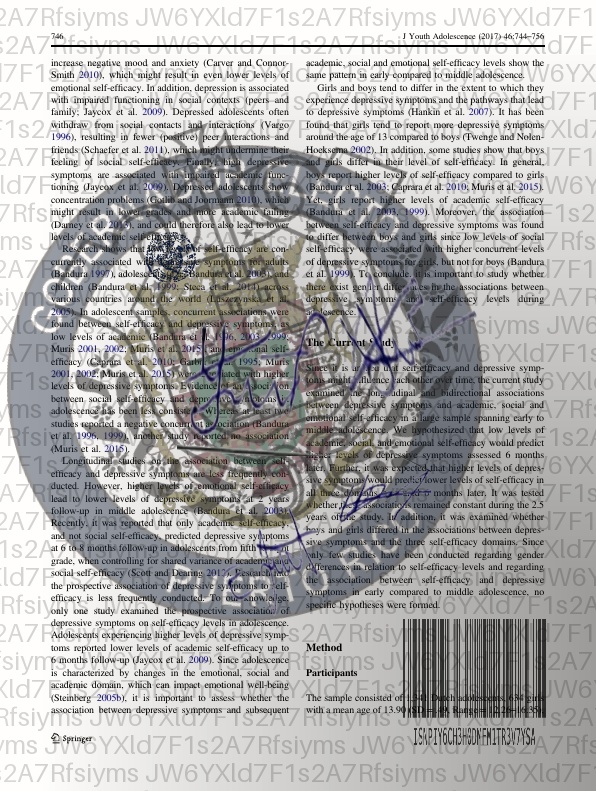 746
J Youth Adolescence (2017) 46:744–756
increase negative mood and anxiety (Carver and Connor-
Smith 2010), which might result in even lower levels of
emotional self-efficacy. In addition, depression is associated
with impaired functioning in social contexts (peers and
family; Jaycox et al. 2009). Depressed adolescents often
withdraw from social contacts and interactions (Vargo
1996), resulting in fewer (positive) peer interactions and
friends (Schaefer et al. 2011), which might undermine their
feeling of social self-efficacy. Finally, high depressive
symptoms are associated with impaired academic func-
tioning (Jaycox et al. 2009). Depressed adolescents show
concentration problems (Gotlib and Joormann 2010), which
might result in lower grades and more academic failing
(Darney et al. 2013), and could therefore also lead to lower
levels of academic self-efficacy.
Research shows that low levels of self-efficacy are con-
currently associated with depressive symptoms for adults
(Bandura 1997), adolescents (Bandura et al. 2003), and
children (Bandura et al. 1999; Steca et al. 2014) across
various countries around the world (Luszczynska et al.
2005). In adolescent samples, concurrent associations were
found between self-efficacy and depressive symptoms, as
low levels of academic (Bandura et al. 1996, 2003, 1999;
Muris 2001, 2002; Muris et al. 2015) and emotional self-
efficacy (Caprara et al. 2010; 1995; Muris
2001, 2002; Muris et al. 2015) were associated with higher
levels of depressive symptoms. Evidence for an association
between social self-efficacy and depressive symptoms in
adolescence has been less consistent. Whereas at least two
studies reported a negative concurrent association (Bandura
et al. 1996, 1999), another study reported no association
(Muris et al. 2015).
Longitudinal studies on the association between self-
efficacy and depressive symptoms are less frequently con-
ducted. However, higher levels of emotional self-efficacy
lead to lower levels of depressive symptoms at 2 years
follow-up in middle adolescence (Bandura et al. 2003).
Recently, it was reported that only academic self-efficacy,
but not social self-efficacy, predicted depressive symptoms
at 6 to 8 months follow-up in adolescents from fifth
grade, when controlling for shared variance of academic and
social self-efficacy (Scott and Dearing 2012). Research into
the prospective association of depressive symptoms to self-
efficacy is less frequently conducted. To our knowledge,
only one study examined the prospective association of
depressive symptoms on self-efficacy levels in adolescence.
Adolescents experiencing higher levels of depressive symp-
toms reported lower levels of academic self-efficacy up to
6 months follow-up (Jaycox et al. 2009). Since adolescence
is characterized by changes in the emotional, social and
academic domain, which can impact emotional well-being
(Steinberg 2005b), it is important to assess whether the
association between depressive symptoms and subsequent
academic, social and emotional self-efficacy levels show the
same pattern in early compared to middle adolescence.
Girls and boys tend to differ in the extent to which they
experience depressive symptoms and the pathways that lead
to depressive symptoms (Hankin et al. 2007). It has been
found that girls tend to report more depressive symptoms
around the age of 13 compared to boys (Twenge and Nolen-
Hoeksema 2002). In addition, some studies show that boys
and girls differ in their level of self-efficacy. In general,
boys report higher levels of self-efficacy compared to girls
(Bandura et al. 2003; Caprara et al. 2010; Muris et al. 2015).
Yet, girls report higher levels of academic self-efficacy
(Bandura et al. 2003, 1999). Moreover, the association
between self-efficacy and depressive symptoms was found
to differ between boys and girls since low levels of social
self-efficacy were associated with higher concurrent levels
of depression for girls, but not for boys (Bandura
et al. 1999). To conclude, it is important to study whether
there exist gender differences in the associations between
depressive symptoms and self-efficacy levels during
adolescence.
The Current Study
Since it is that self-efficacy and depressive symp-
toms might influence each other over time, the current study
examined the longitudinal bi-directional associations
between depressive symptoms and academic, social and
emotional self-efficacy in a large sample spanning early to
middle adolescence. We hypothesized that low levels of
academic, social and emotional self-efficacy would predict
higher levels of depressive symptoms assessed 6 months
later. Further, it was expected that higher levels of depres-
sive symptoms would predict lower levels of self-efficacy in
all three domains months later. It was tested
whether the associations remained constant during the 2.5
years of the study. In addition, it was examined whether
boys and girls differed in the associations between depres-
sive symptoms and the three self-efficacy domains. Since
only few studies have been conducted regarding gender
differences in relation to self-efficacy levels and regarding
the association between self-efficacy and depressive
symptoms in early compared to middle adolescence, no
specific hypotheses were formed.
Method
Participants
The sample consisted of 1,341 Dutch adolescents, 634 girls
with a mean age of 13.90 (SD = .49, Range = 12.26–16.35)
Springer